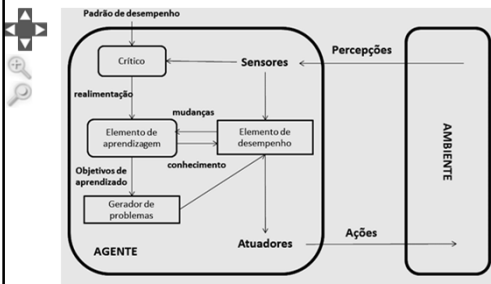 Padrão de desempenho
Crítico
Sensores
Percepções
realimentação
mudanças
Elemento de
aprendizagem
Elemento de
desempenho
AMBIENTE
conhecimento
Objetivos de
aprendizado
Gerador de
problemas
Atuadores
Ações
AGENTE